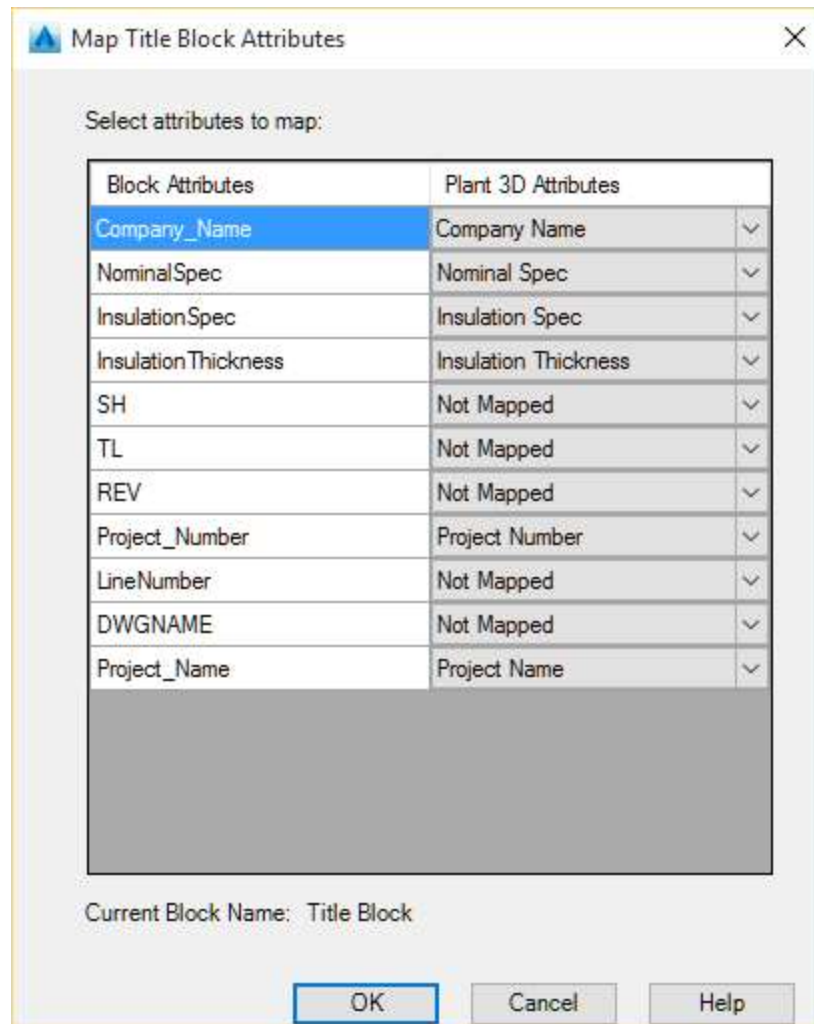 Map Title Block Attributes
Select attributes to map:
Block Attributes Plant 3D Attributes
Company_Name Company Name
NominalSpec Nominal Spec
InsulationSpec Insulation Spec
InsulationThickness Insulation Thickness
SH Not Mapped
TL Not Mapped
REV Not Mapped
Project_Number Project Number
LineNumber Not Mapped
DWGNAME Not Mapped
Project_Name Project Name
Current Block Name: Title Block
OK Cancel Help